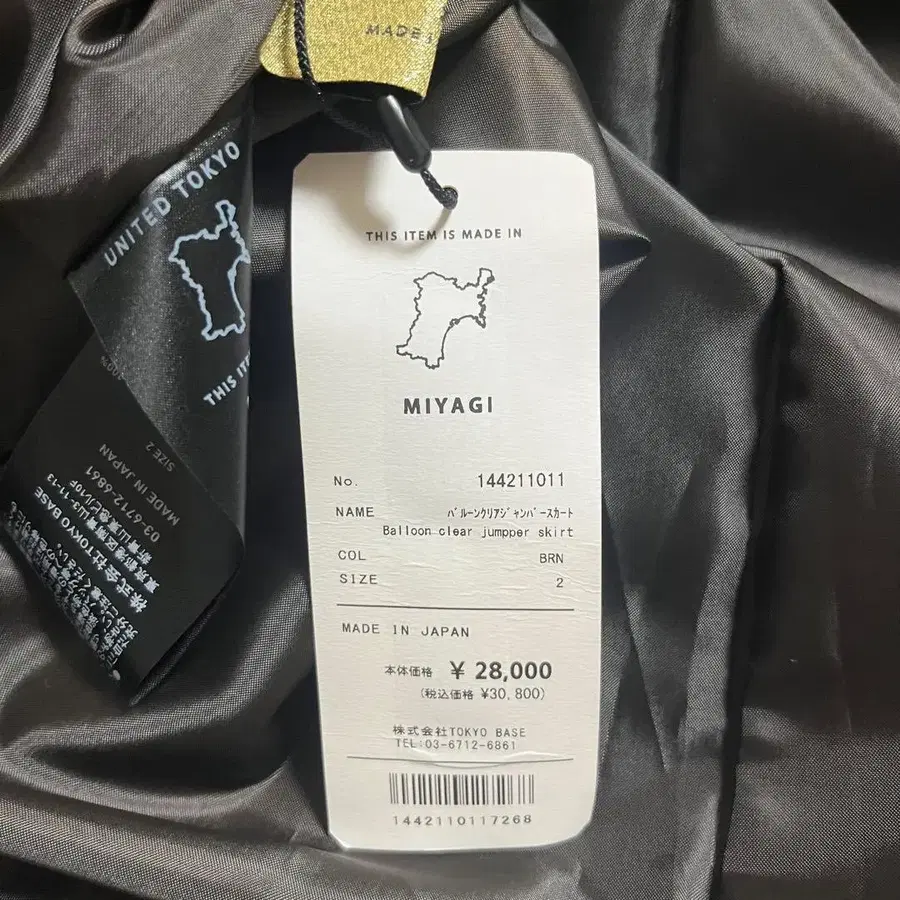 MADE
UNITED TOKYO
THIS
SIZE 2
MADE IN JAPAN
03-6712-6861
株式会社TOKYO BASE
THIS ITEM IS MADE IN
MIYAGI
No. 144211011
NAME ﾊﾞﾙｰﾝｸﾘｱｼﾞｬﾝﾊﾟｰｽｶｰﾄ
Balloon clear jumpper skirt
COL BRN
SIZE 2
MADE IN JAPAN
本体価格 ¥ 28,000
(税込価格 ¥30,800)
株式会社TOKYO BASE
TEL:03-6712-6861
1442110117268